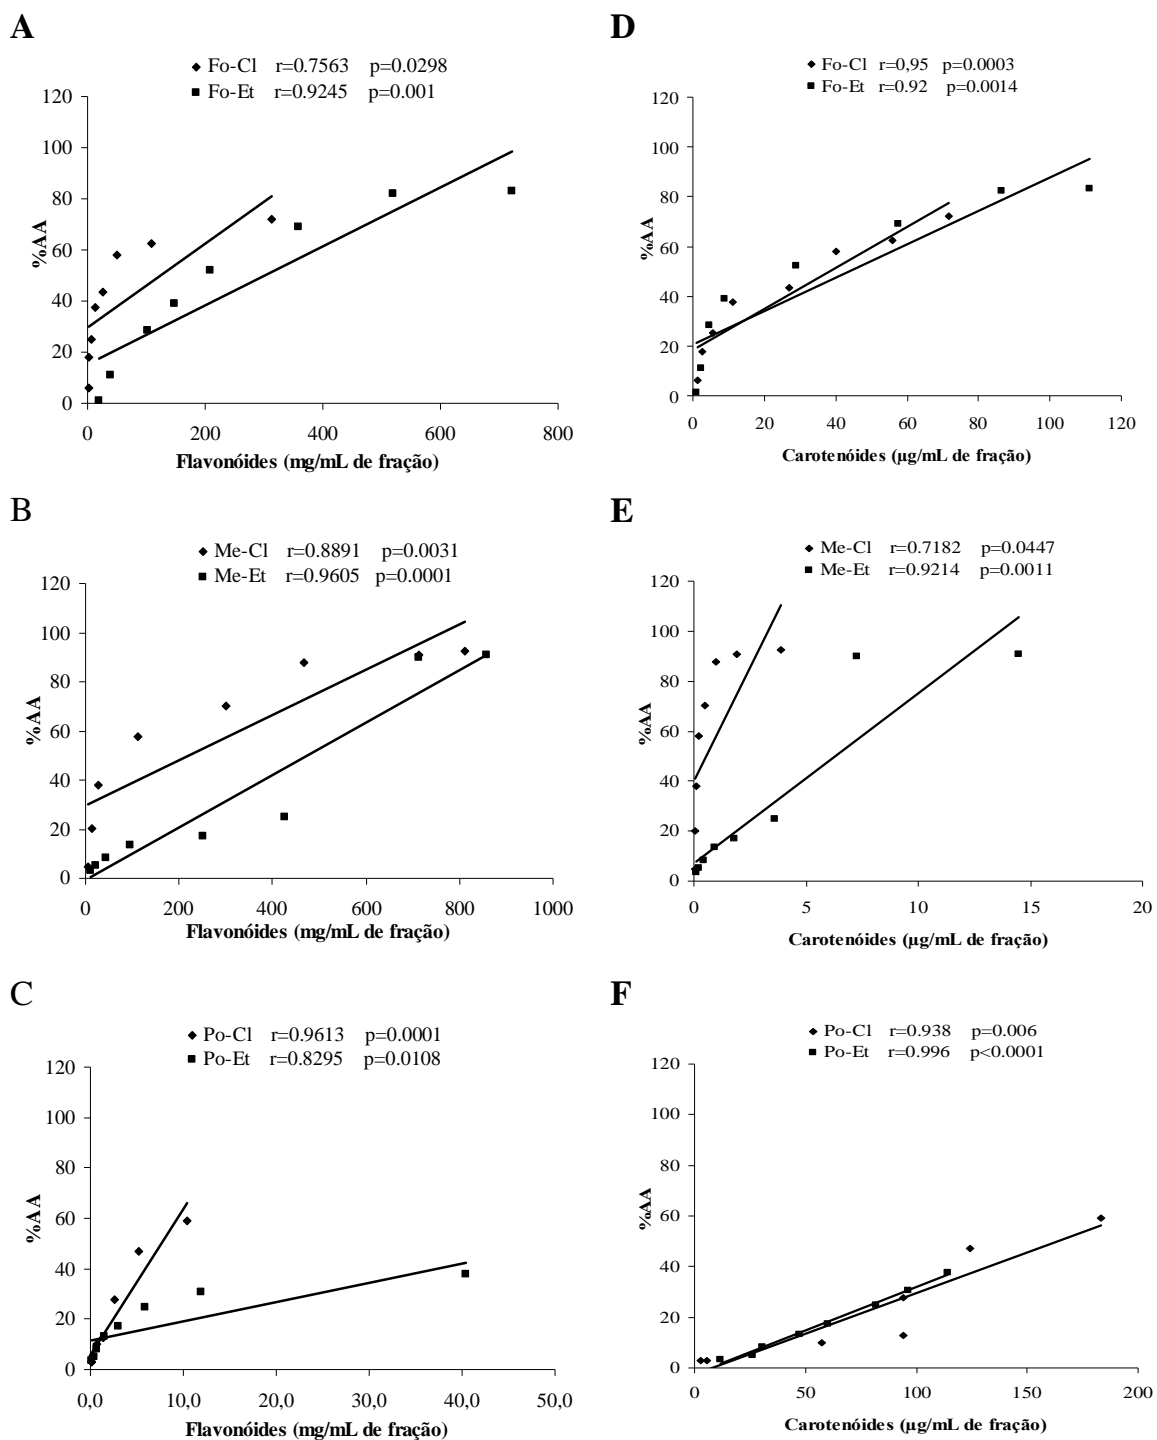 A
Fo-Cl r=0.7563 p=0.0298
Fo-Et r=0.9245 p=0.001
%AA
120
100
80
60
40
20
0
0 200 400 600 800
Flavonóides (mg/mL de fração)
D
Fo-Cl r=0,95 p=0.0003
Fo-Et r=0.92 p=0.0014
%AA
120
100
80
60
40
20
0
0 20 40 60 80 100 120
Carotenóides (µg/mL de fração)
B
Me-Cl r=0.8891 p=0.0031
Me-Et r=0.9605 p=0.0001
%AA
120
100
80
60
40
20
0
0 200 400 600 800 1000
Flavonóides (mg/mL de fração)
E
Me-Cl r=0.7182 p=0.0447
Me-Et r=0.9214 p=0.0011
%AA
120
100
80
60
40
20
0
0 5 10 15 20
Carotenóides (µg/mL de fração)
C
Po-Cl r=0.9613 p=0.0001
Po-Et r=0.8295 p=0.0108
%AA
120
100
80
60
40
20
0
0,0 10,0 20,0 30,0 40,0 50,0
Flavonóides (mg/mL de fração)
F
Po-Cl r=0.938 p=0.006
Po-Et r=0.996 p<0.0001
%AA
120
100
80
60
40
20
0
0 50 100 150 200
Carotenóides (µg/mL de fração)